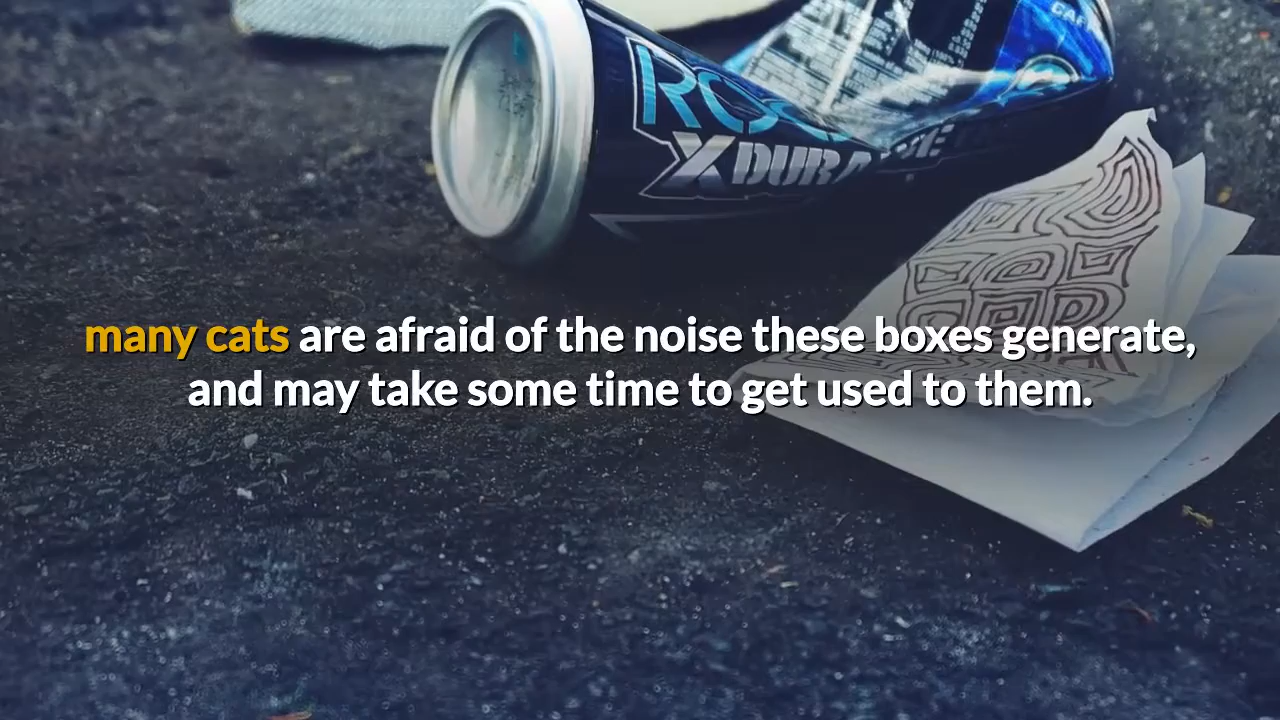 XDURANCE
many cats are afraid of the noise these boxes generate,
and may take some time to get used to them.